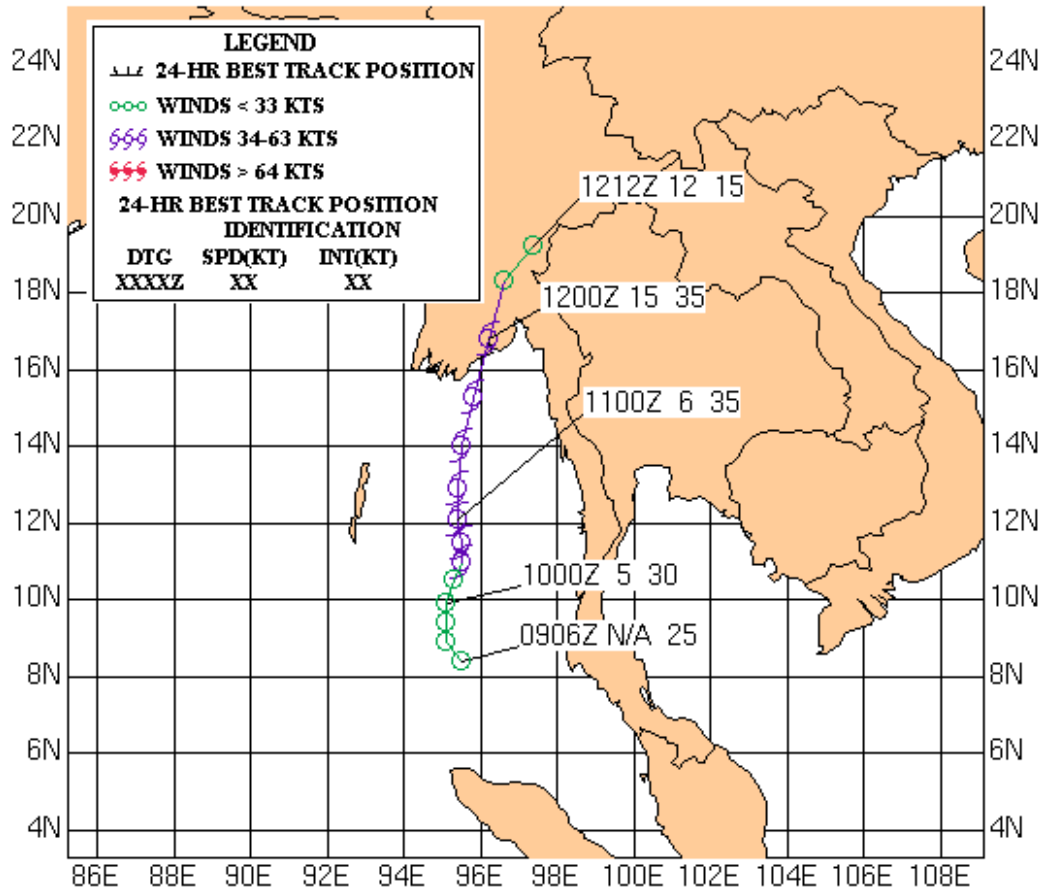 LEGEND
24-HR BEST TRACK POSITION
WINDS < 33 KTS
WINDS 34-63 KTS
WINDS > 64 KTS
24-HR BEST TRACK POSITION
IDENTIFICATION
DTG SPD(KT) INT(KT)
XXXXZ XX XX
1212Z 12 15
1200Z 15 35
1100Z 6 35
1000Z 5 30
0906Z N/A 25
24N 24N
22N 22N
20N 20N
18N 18N
16N 16N
14N 14N
12N 12N
10N 10N
8N 8N
6N 6N
4N 4N
86E 88E 90E 92E 94E 96E 98E 100E 102E 104E 106E 108E